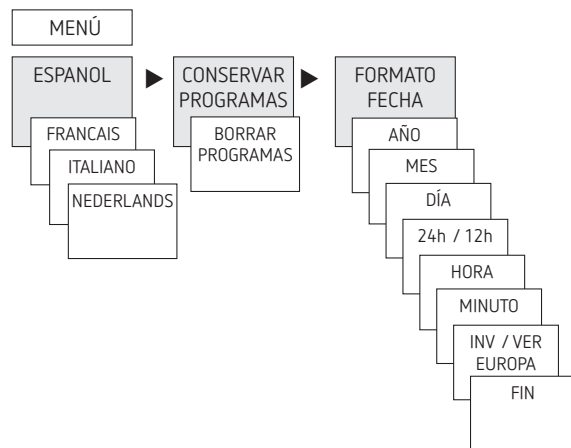 MENÚ
ESPANOL
FRANCAIS
ITALIANO
NEDERLANDS
CONSERVAR
PROGRAMAS
BORRAR
PROGRAMAS
FORMATO
FECHA
AÑO
MES
DÍA
24h / 12h
HORA
MINUTO
INV / VER
EUROPA
FIN